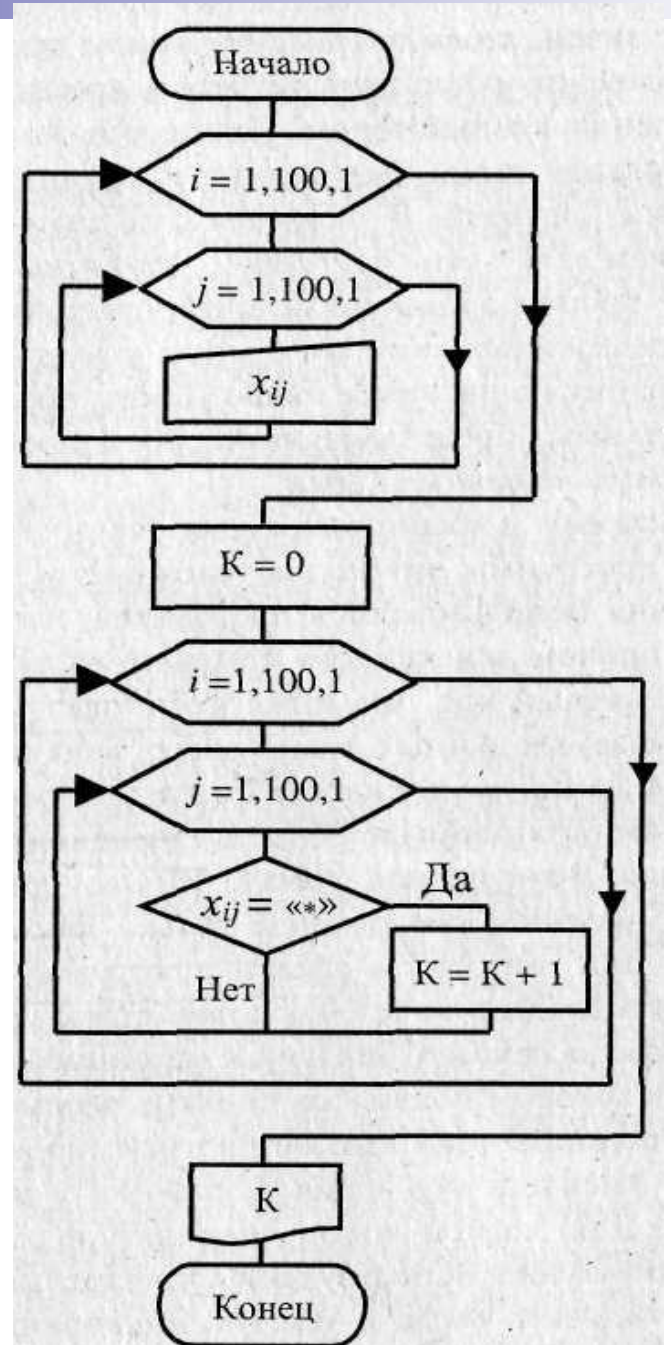 Начало
i = 1,100,1
j = 1,100,1
xij
K = 0
i =1,100,1
j =1,100,1
xij = «*»
Да
K = K + 1
Нет
K
Конец